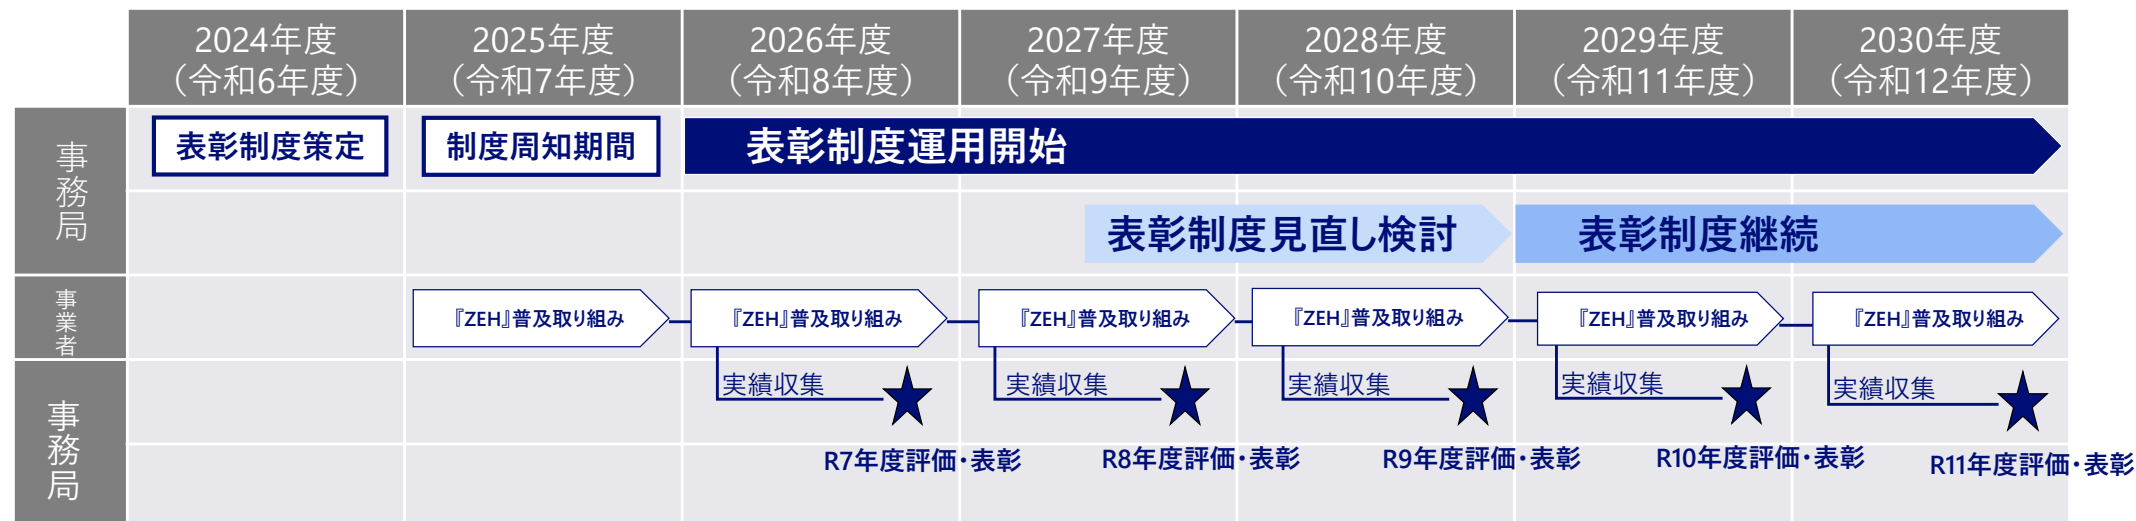 2024年度
（令和6年度）
2025年度
（令和7年度）
2026年度
（令和8年度）
2027年度
（令和9年度）
2028年度
（令和10年度）
2029年度
（令和11年度）
2030年度
（令和12年度）
事務局
表彰制度策定
制度周知期間
表彰制度運用開始
表彰制度見直し検討
表彰制度継続
事業者
『ZEH』普及取り組み
『ZEH』普及取り組み
『ZEH』普及取り組み
『ZEH』普及取り組み
『ZEH』普及取り組み
『ZEH』普及取り組み
事務局
実績収集
実績収集
実績収集
実績収集
実績収集
R7年度評価・表彰
R8年度評価・表彰
R9年度評価・表彰
R10年度評価・表彰
R11年度評価・表彰